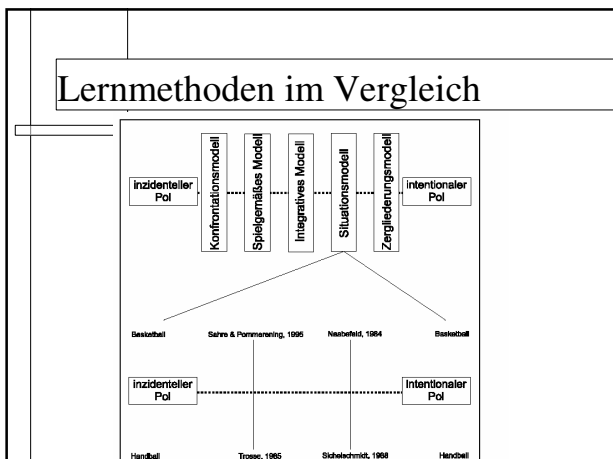 Lernmethoden im Vergleich
inzidenteller
Pol
Konfrontationsmodell
Spielgemäßes Modell
Integratives Modell
Situationsmodell
Zergliederungsmodell
intentionaler
Pol
Basketball
Sahre & Pommerening, 1995
Naabefeld, 1984
Basketball
inzidenteller
Pol
intentionaler
Pol
Handball
Trosse, 1985
Sichelschmidt, 1988
Handball